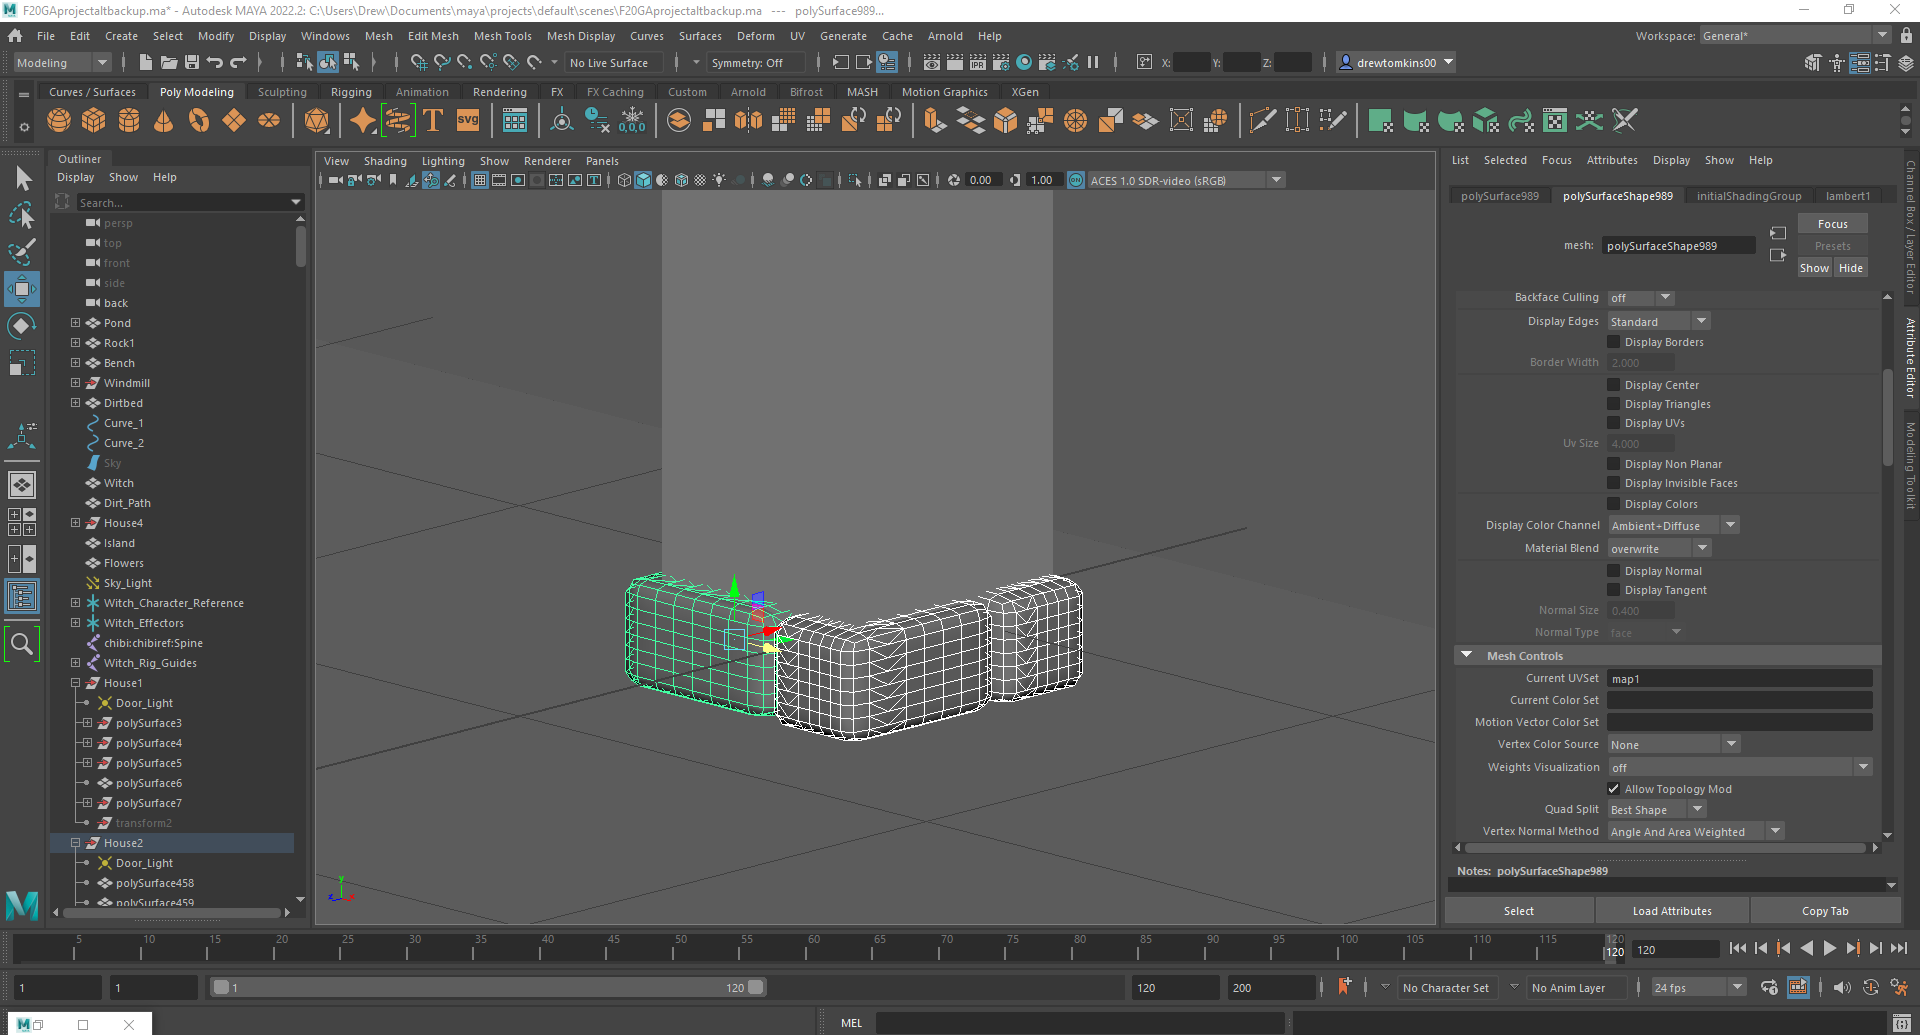 F20GAprojectaltbackup.ma* - Autodesk MAYA 2022.2: C:\Users\Drew\Documents\maya\projects\default\scenes\F20GAprojectaltbackup.ma --- polySurface989...
File Edit Create Select Modify Display Windows Mesh Edit Mesh Mesh Tools Mesh Display Curves Surfaces Deform UV Generate Cache Arnold Help
Workspace: General*
Modeling
No Live Surface
Symmetry: Off
X:
Y:
Z:
drewtomkins00
Curves / Surfaces Poly Modeling Sculpting Rigging Animation Rendering FX FX Caching Custom Arnold Bifrost MASH Motion Graphics XGen
Outliner
Display Show Help
Search...
persp
top
front
side
back
Pond
Rock1
Bench
Windmill
Dirtbed
Curve_1
Curve_2
Sky
Witch
Dirt_Path
House4
Island
Flowers
Sky_Light
Witch_Character_Reference
Witch_Effectors
chibi:chibiref:Spine
Witch_Rig_Guides
House1
Door_Light
polySurface3
polySurface4
polySurface5
polySurface6
polySurface7
transform2
House2
Door_Light
polySurface458
polySurface459
View Shading Lighting Show Renderer Panels
0.00
1.00
ACES 1.0 SDR-video (sRGB)
y
z
x
List Selected Focus Attributes Display Show Help
polySurface989 polySurfaceShape989 initialShadingGroup lambert1
mesh: polySurfaceShape989
Focus
Presets
Show Hide
Backface Culling off
Display Edges Standard
Display Borders
Border Width 2.000
Display Center
Display Triangles
Display UVs
Uv Size 4.000
Display Non Planar
Display Invisible Faces
Display Colors
Display Color Channel Ambient+Diffuse
Material Blend overwrite
Display Normal
Display Tangent
Normal Size 0.400
Normal Type face
Mesh Controls
Current UVSet map1
Current Color Set
Motion Vector Color Set
Vertex Color Source None
Weights Visualization off
Allow Topology Mod
Quad Split Best Shape
Vertex Normal Method Angle And Area Weighted
Notes: polySurfaceShape989
Select Load Attributes Copy Tab
Channel Box / Layer Editor
Attribute Editor
Modeling Toolkit
5 10 15 20 25 30 35 40 45 50 55 60 65 70 75 80 85 90 95 100 105 110 115 120
120
120
1
1
1
120
120
200
No Character Set
No Anim Layer
24 fps
MEL